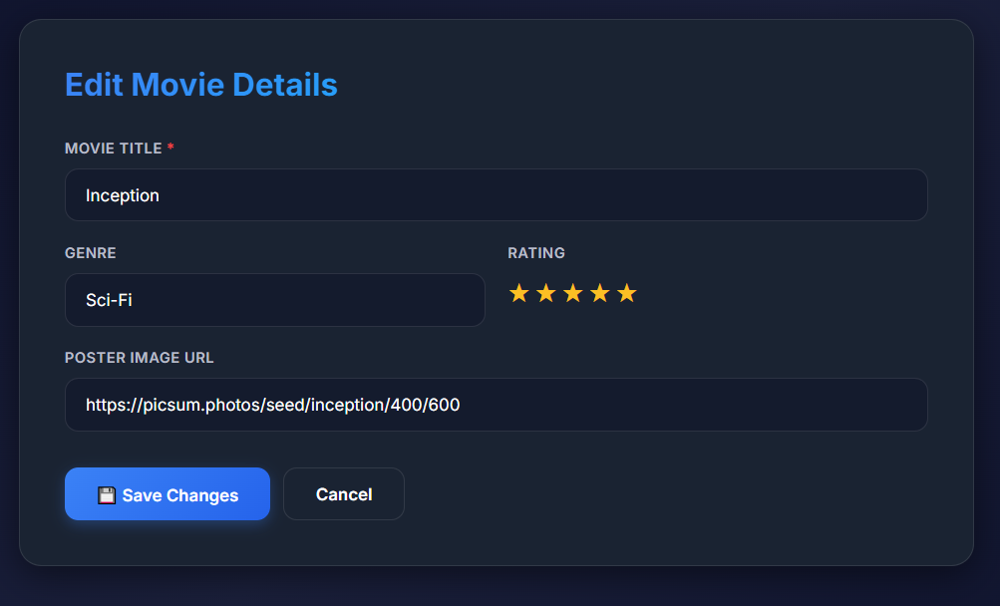 Edit Movie Details
MOVIE TITLE *
Inception
GENRE
RATING
Sci-Fi
★★★★★
POSTER IMAGE URL
https://picsum.photos/seed/inception/400/600
💾 Save Changes
Cancel